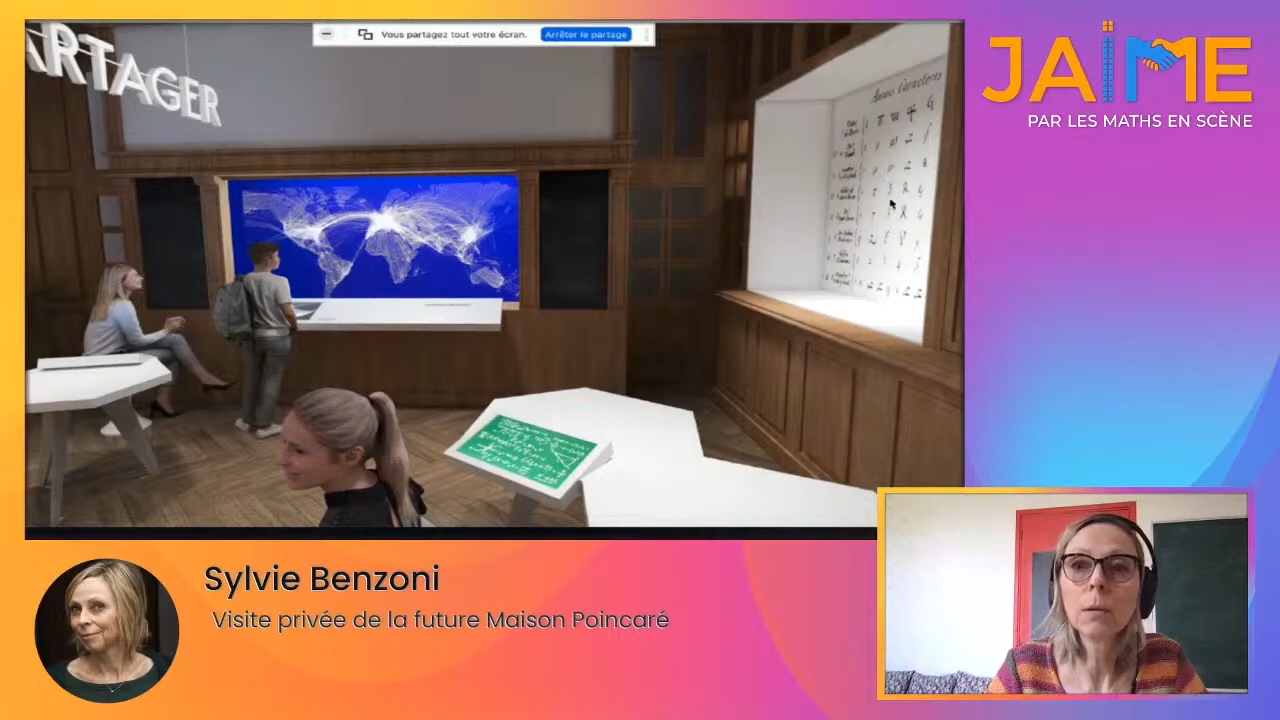 ARTAGER
Vous partagez tout votre écran.
Arrêter le partage
JAÏME
PAR LES MATHS EN SCÈNE
Sylvie Benzoni
Visite privée de la future Maison Poincaré